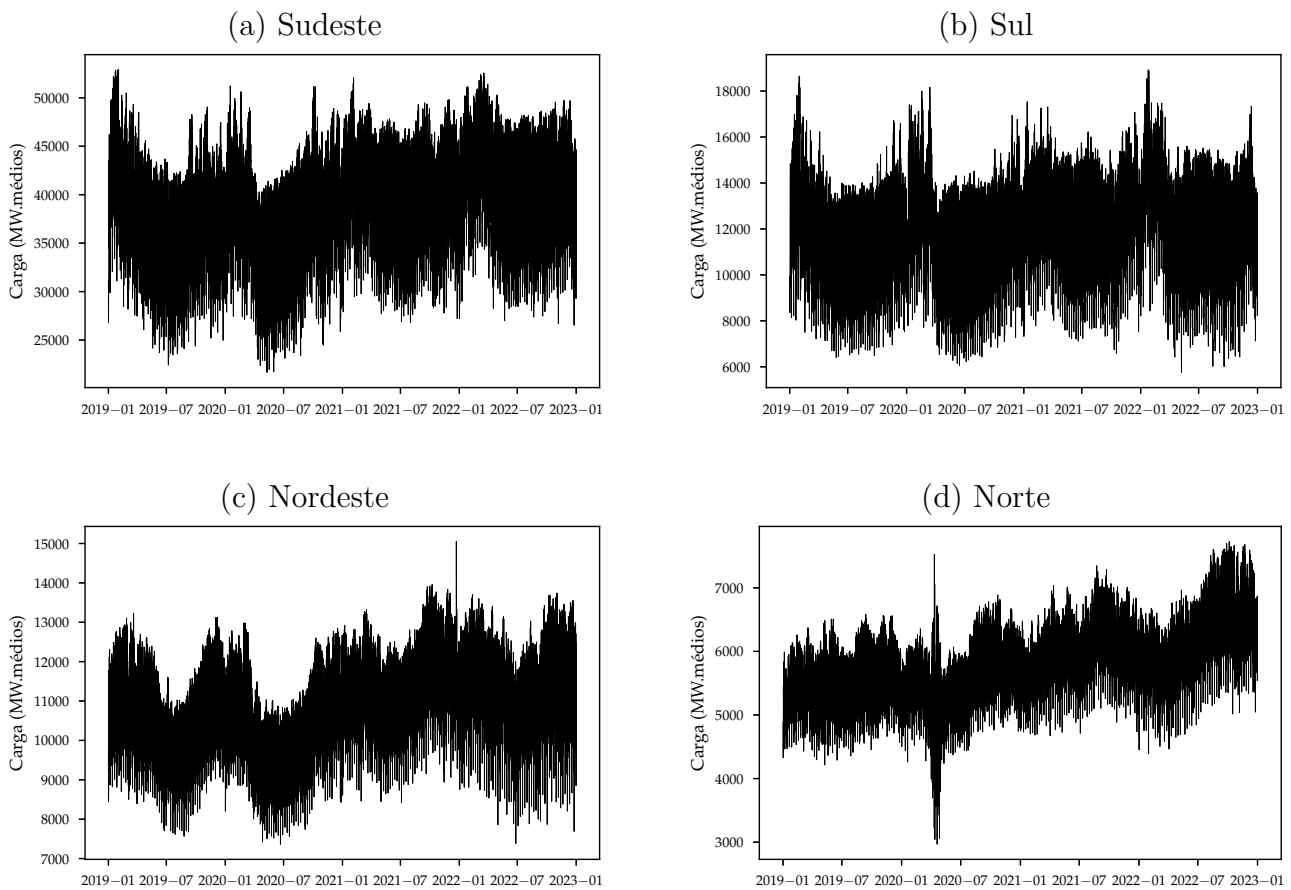 (a) Sudeste
50000
45000
40000
35000
30000
25000
Carga (MW.médios)
2019−01 2019−07 2020−01 2020−07 2021−01 2021−07 2022−01 2022−07 2023−01
(b) Sul
18000
16000
14000
12000
10000
8000
6000
Carga (MW.médios)
2019−01 2019−07 2020−01 2020−07 2021−01 2021−07 2022−01 2022−07 2023−01
(c) Nordeste
15000
14000
13000
12000
11000
10000
9000
8000
7000
Carga (MW.médios)
2019−01 2019−07 2020−01 2020−07 2021−01 2021−07 2022−01 2022−07 2023−01
(d) Norte
7000
6000
5000
4000
3000
Carga (MW.médios)
2019−01 2019−07 2020−01 2020−07 2021−01 2021−07 2022−01 2022−07 2023−01